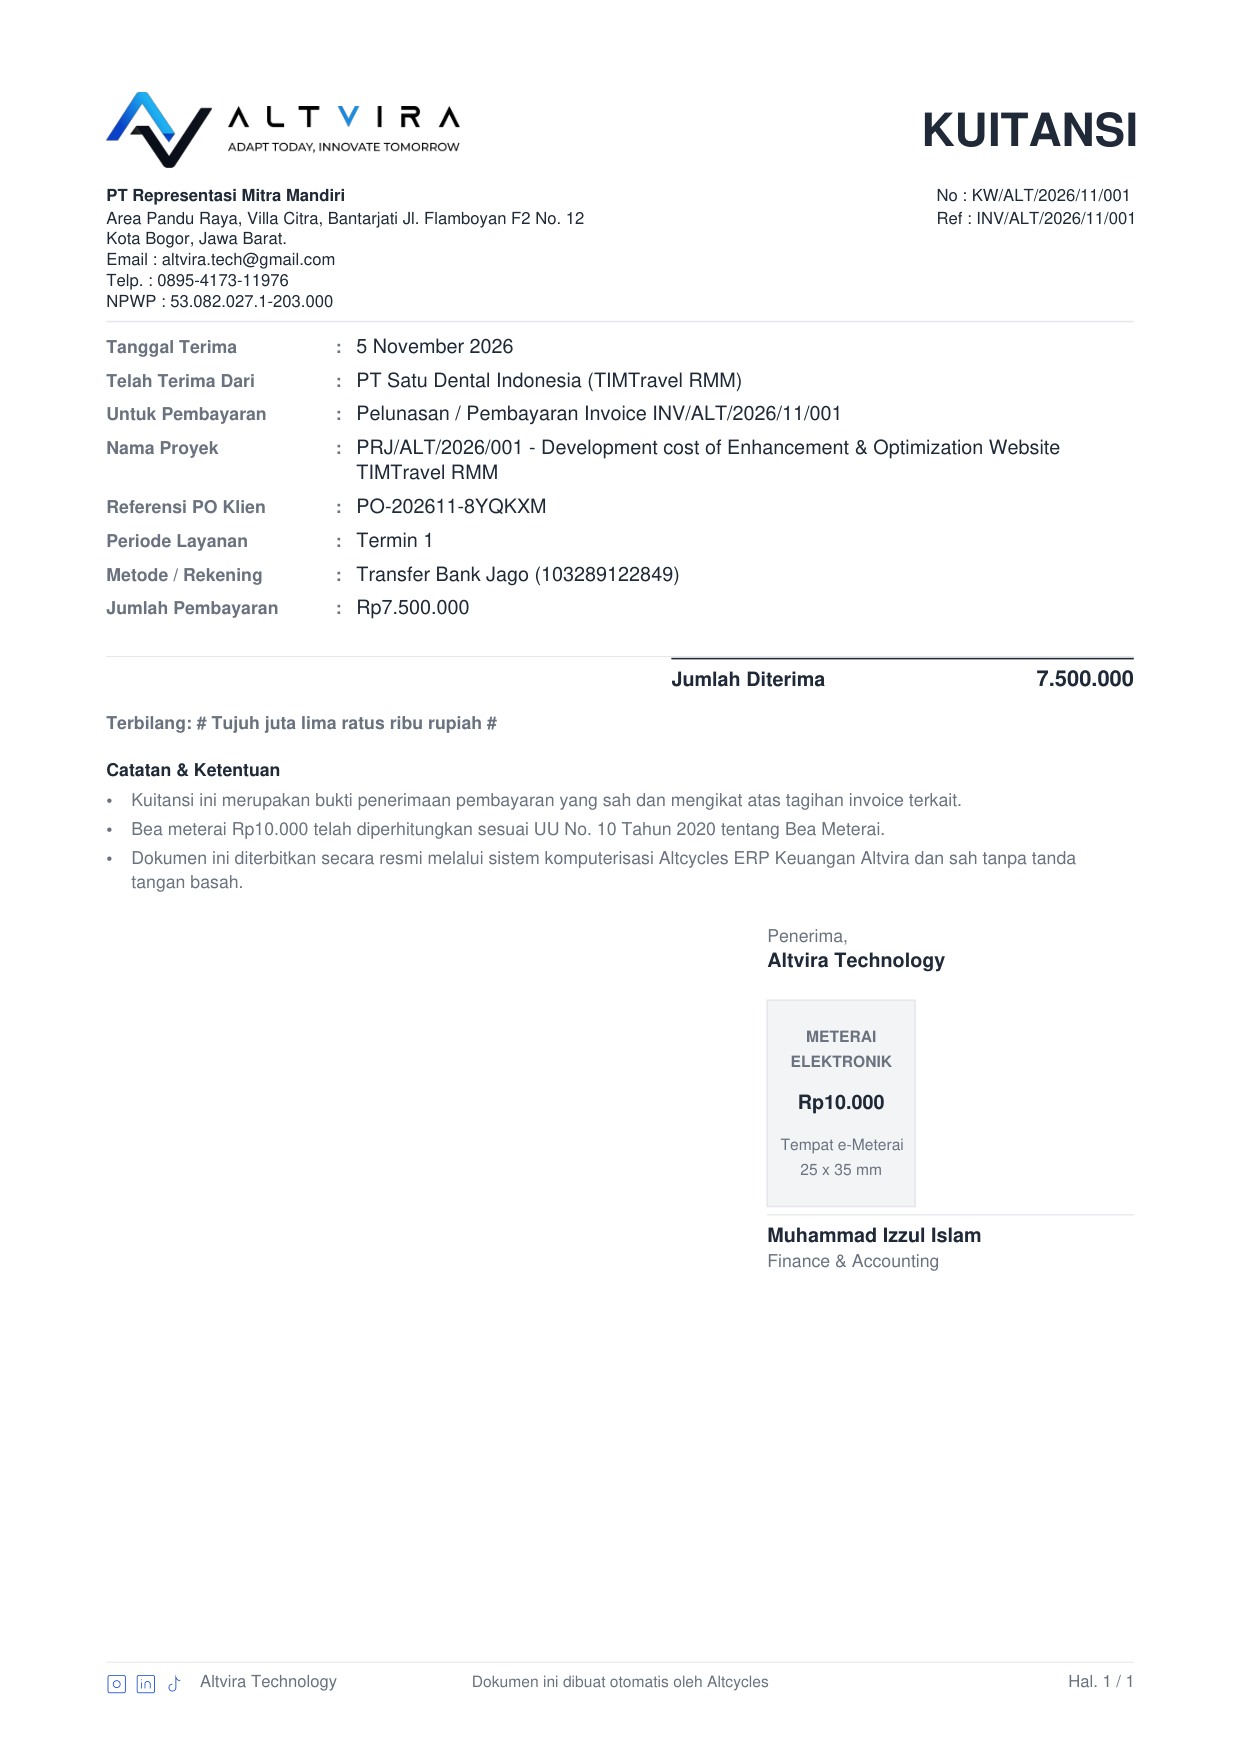 ALTVIRA
ADAPT TODAY, INNOVATE TOMORROW
KUITANSI
PT Representasi Mitra Mandiri
Area Pandu Raya, Villa Citra, Bantarjati Jl. Flamboyan F2 No. 12
Kota Bogor, Jawa Barat.
Email : altvira.tech@gmail.com
Telp. : 0895-4173-11976
NPWP : 53.082.027.1-203.000
No : KW/ALT/2026/11/001
Ref : INV/ALT/2026/11/001
Tanggal Terima : 5 November 2026
Telah Terima Dari : PT Satu Dental Indonesia (TIMTravel RMM)
Untuk Pembayaran : Pelunasan / Pembayaran Invoice INV/ALT/2026/11/001
Nama Proyek : PRJ/ALT/2026/001 - Development cost of Enhancement & Optimization Website
TIMTravel RMM
Referensi PO Klien : PO-202611-8YQKXM
Periode Layanan : Termin 1
Metode / Rekening : Transfer Bank Jago (103289122849)
Jumlah Pembayaran : Rp7.500.000
Jumlah Diterima 7.500.000
Terbilang: # Tujuh juta lima ratus ribu rupiah #
Catatan & Ketentuan
• Kuitansi ini merupakan bukti penerimaan pembayaran yang sah dan mengikat atas tagihan invoice terkait.
• Bea meterai Rp10.000 telah diperhitungkan sesuai UU No. 10 Tahun 2020 tentang Bea Meterai.
• Dokumen ini diterbitkan secara resmi melalui sistem komputerisasi Altcycles ERP Keuangan Altvira dan sah tanpa tanda
tangan basah.
Penerima,
Altvira Technology
METERAI
ELEKTRONIK
Rp10.000
Tempat e-Meterai
25 x 35 mm
Muhammad Izzul Islam
Finance & Accounting
Altvira Technology Dokumen ini dibuat otomatis oleh Altcycles Hal. 1 / 1